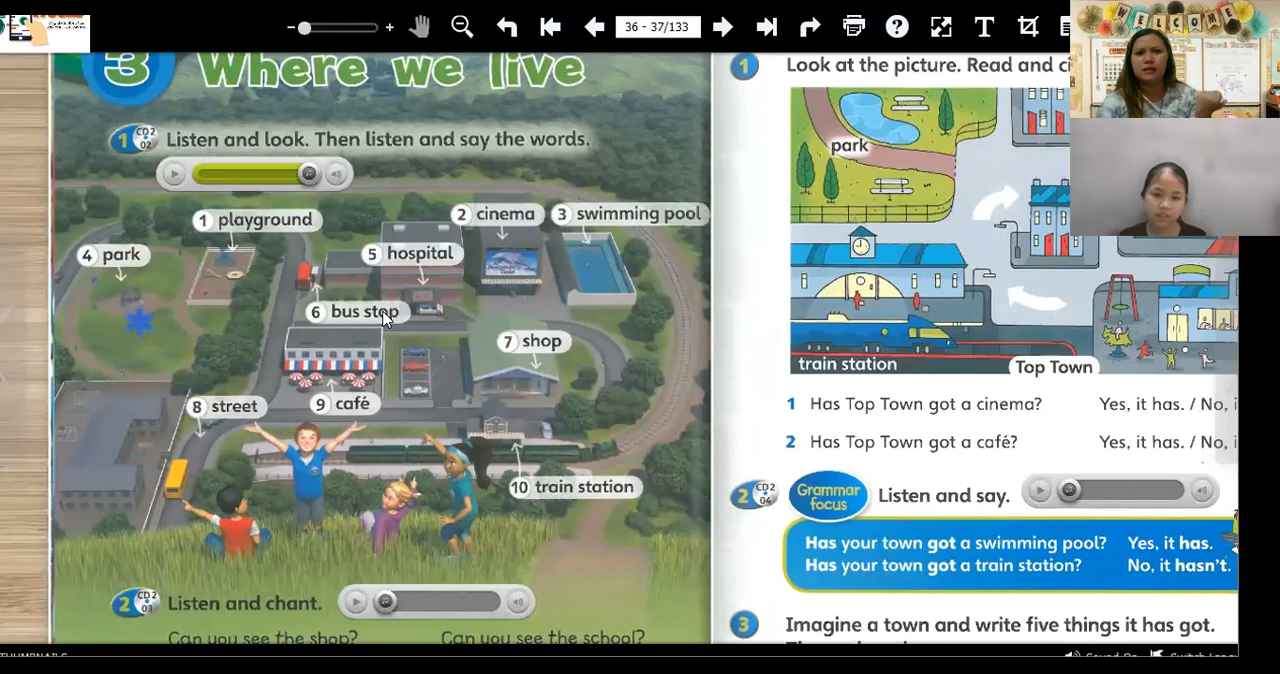 36 - 37/133
WELCOME
3 Where we live
1 CD2 02 Listen and look. Then listen and say the words.
1 playground
2 cinema
3 swimming pool
4 park
5 hospital
6 bus stop
7 shop
8 street
9 café
10 train station
2 CD2 03 Listen and chant.
Can you see the shop?
Can you see the school?
1 Look at the picture. Read and ci
park
train station
Top Town
1 Has Top Town got a cinema? Yes, it has. / No, i
2 Has Top Town got a café? Yes, it has. / No, i
2 CD2 04 Grammar focus Listen and say.
Has your town got a swimming pool? Yes, it has.
Has your town got a train station? No, it hasn't.
3 Imagine a town and write five things it has got.
THUMBNAILS
Sound On